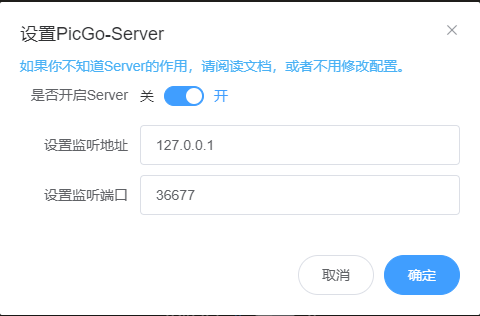 设置PicGo-Server
如果你不知道Server的作用，请阅读文档，或者不用修改配置。
是否开启Server 关 开
设置监听地址 127.0.0.1
设置监听端口 36677
取消 确定